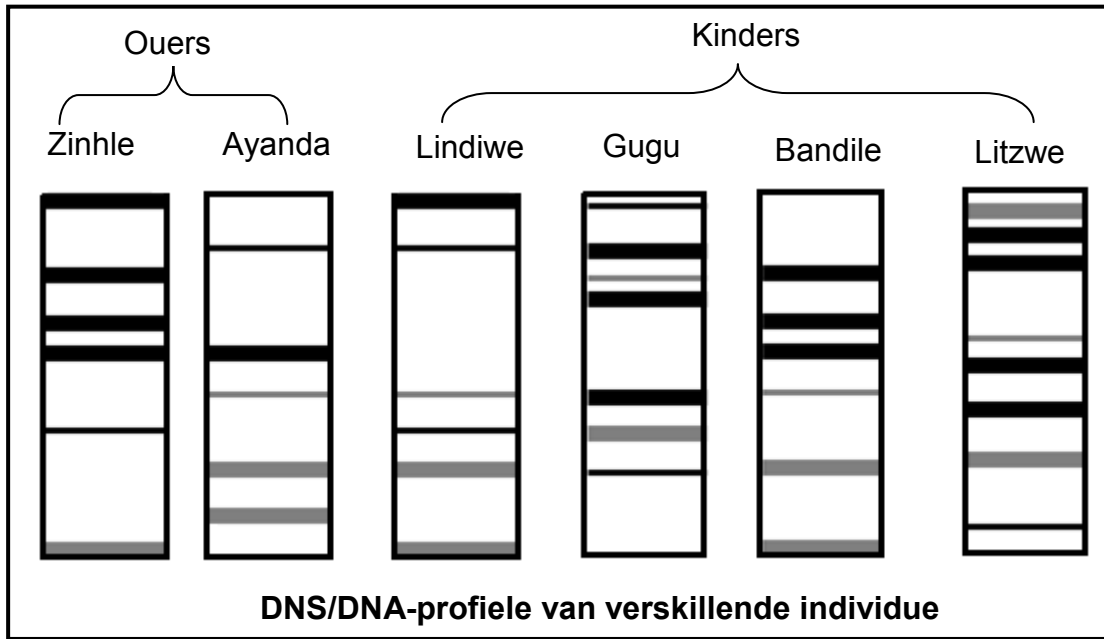 Ouers
Kinders
Zinhle Ayanda Lindiwe Gugu Bandile Litzwe
DNS/DNA-profiele van verskillende individue